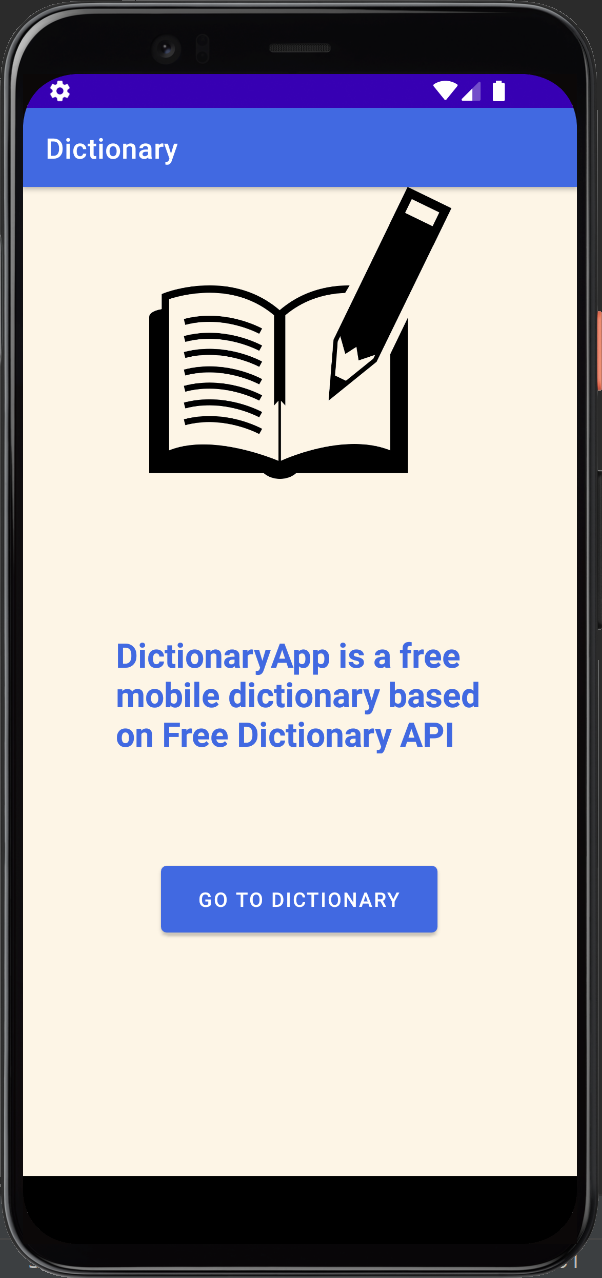 Dictionary
DictionaryApp is a free
mobile dictionary based
on Free Dictionary API
GO TO DICTIONARY